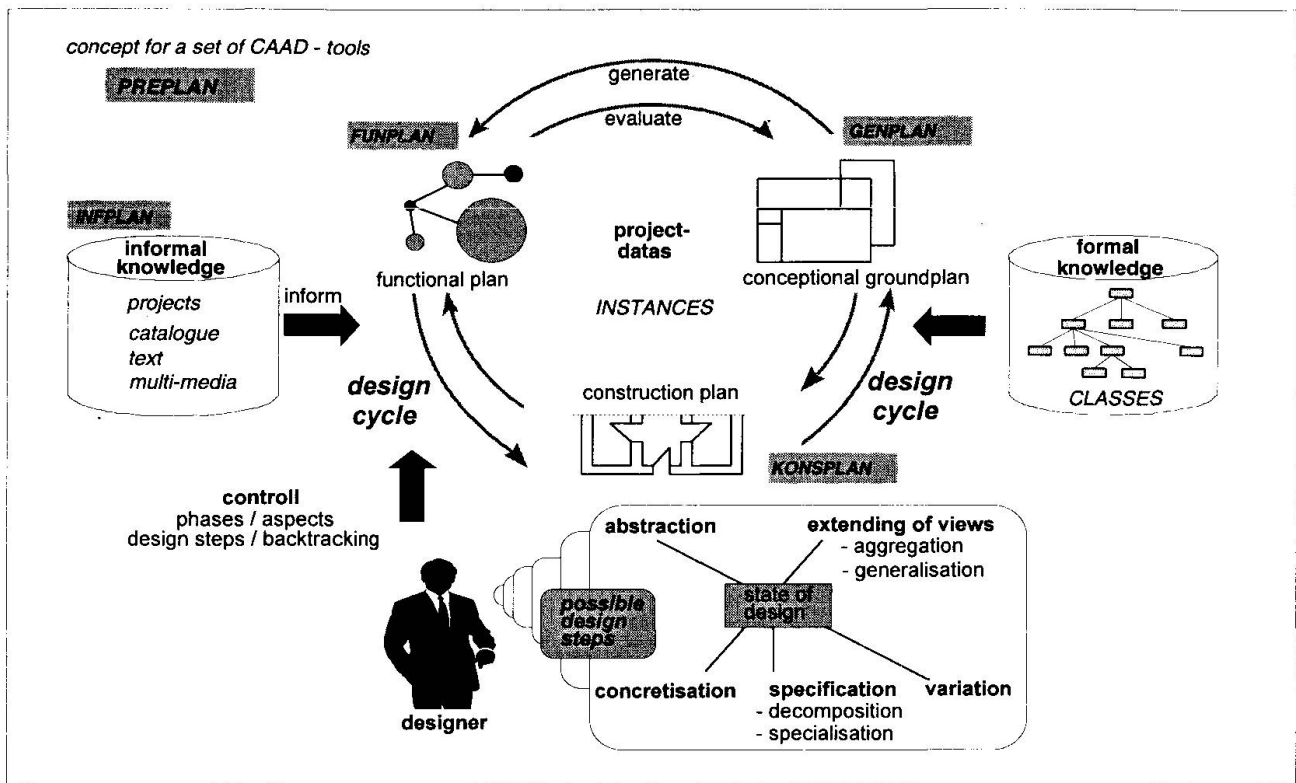 concept for a set of CAAD - tools
PREPLAN
generate
evaluate
FUNPLAN
GENPLAN
INFPLAN
informal
knowledge
projects
catalogue
text
multi-media
inform
functional plan
project-
datas
INSTANCES
conceptional groundplan
formal
knowledge
CLASSES
design
cycle
construction plan
design
cycle
KONSPLAN
controll
phases / aspects
design steps / backtracking
designer
possible
design
steps
abstraction
extending of views
- aggregation
- generalisation
state of
design
concretisation
specification
- decomposition
- specialisation
variation